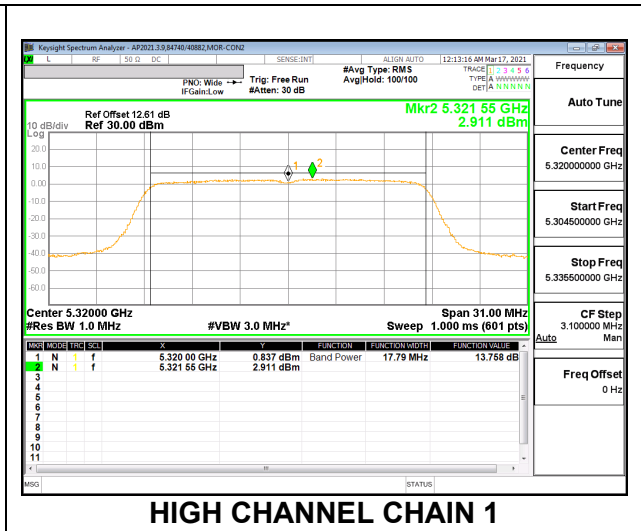 Keysight Spectrum Analyzer - AP2021.3.9,84740/40882,MOR-CON2
L RF 50 Ω DC SENSE:INT ALIGN AUTO 12:13:16 AM Mar 17, 2021
PNO: Wide
IFGain:Low
Trig: Free Run
#Atten: 30 dB
#Avg Type: RMS
Avg|Hold: 100/100
TRACE 1 2 3 4 5 6
TYPE A WWWWW
DET A N N N N N
Mkr2 5.321 55 GHz
2.911 dBm
Ref Offset 12.61 dB
10 dB/div Ref 30.00 dBm
Log
20.0
10.0
0.00
-10.0
-20.0
-30.0
-40.0
-50.0
-60.0
1
2
Center 5.32000 GHz Span 31.00 MHz
#Res BW 1.0 MHz #VBW 3.0 MHz* Sweep 1.000 ms (601 pts)
MKR MODE TRC SCL X Y FUNCTION FUNCTION WIDTH FUNCTION VALUE
1 N 1 f 5.320 00 GHz 0.837 dBm Band Power 17.79 MHz 13.758 dB
2 N 1 f 5.321 55 GHz 2.911 dBm
3
4
5
6
7
8
9
10
11
MSG STATUS
Frequency
Auto Tune
Center Freq
5.320000000 GHz
Start Freq
5.304500000 GHz
Stop Freq
5.335500000 GHz
CF Step
3.100000 MHz
Auto Man
Freq Offset
0 Hz
HIGH CHANNEL CHAIN 1